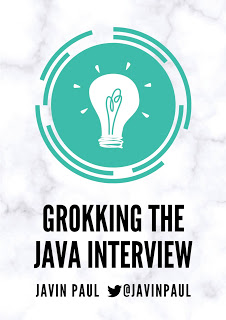 GROKKING THE
JAVA INTERVIEW
JAVIN PAUL @JAVINPAUL